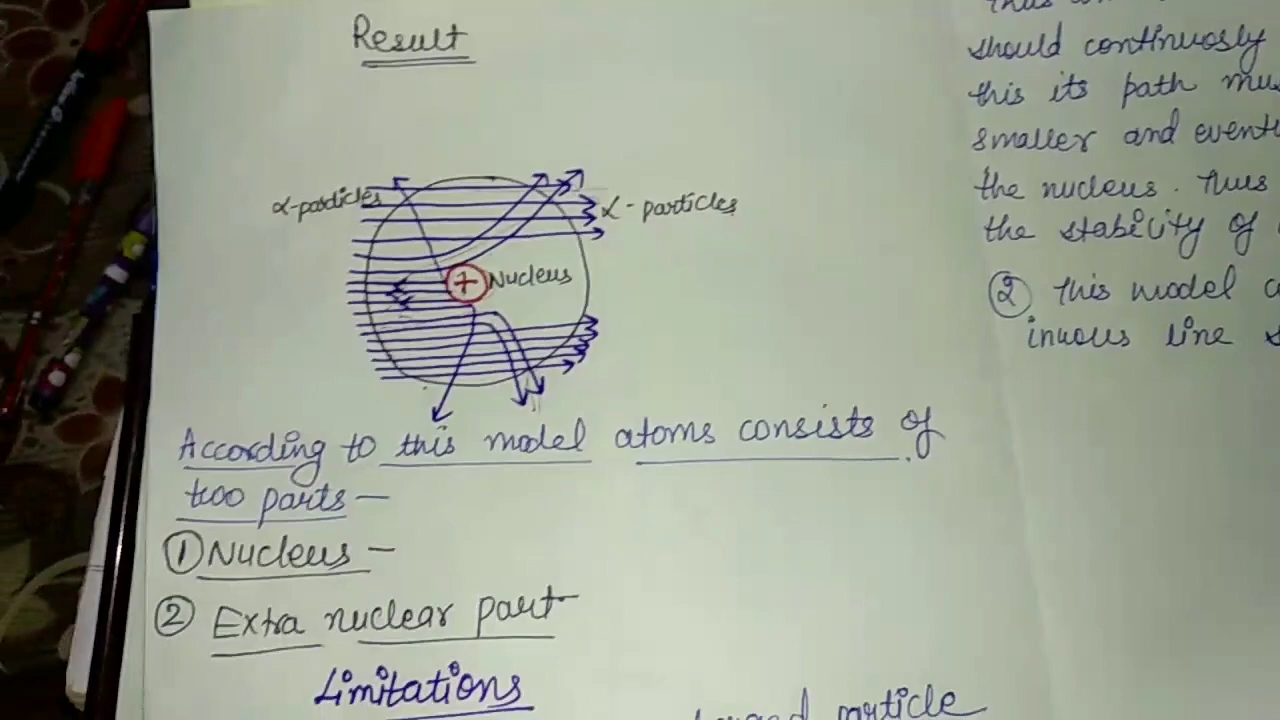 Result
α-particles
α- particles
+ Nucleus
According to this model atoms consists of
two parts —
① Nucleus —
② Extra nuclear part
Limitations
particle
should continuosly
this its path
smaller and
the nucleus. Thus
the stability of
② This model
inuous line